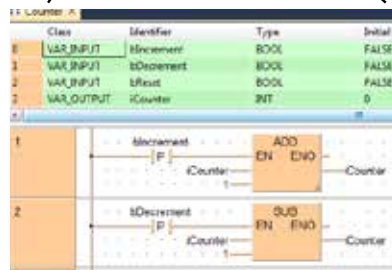 Counter
Class Identifier Type Initial
0 VAR_INPUT bIncrement BOOL FALSE
1 VAR_INPUT bDecrement BOOL FALSE
2 VAR_INPUT bReset BOOL FALSE
3 VAR_OUTPUT iCounter INT 0
1
bIncrement ADD
P EN ENO
iCounter iCounter
1
2
bDecrement SUB
P EN ENO
iCounter iCounter
1